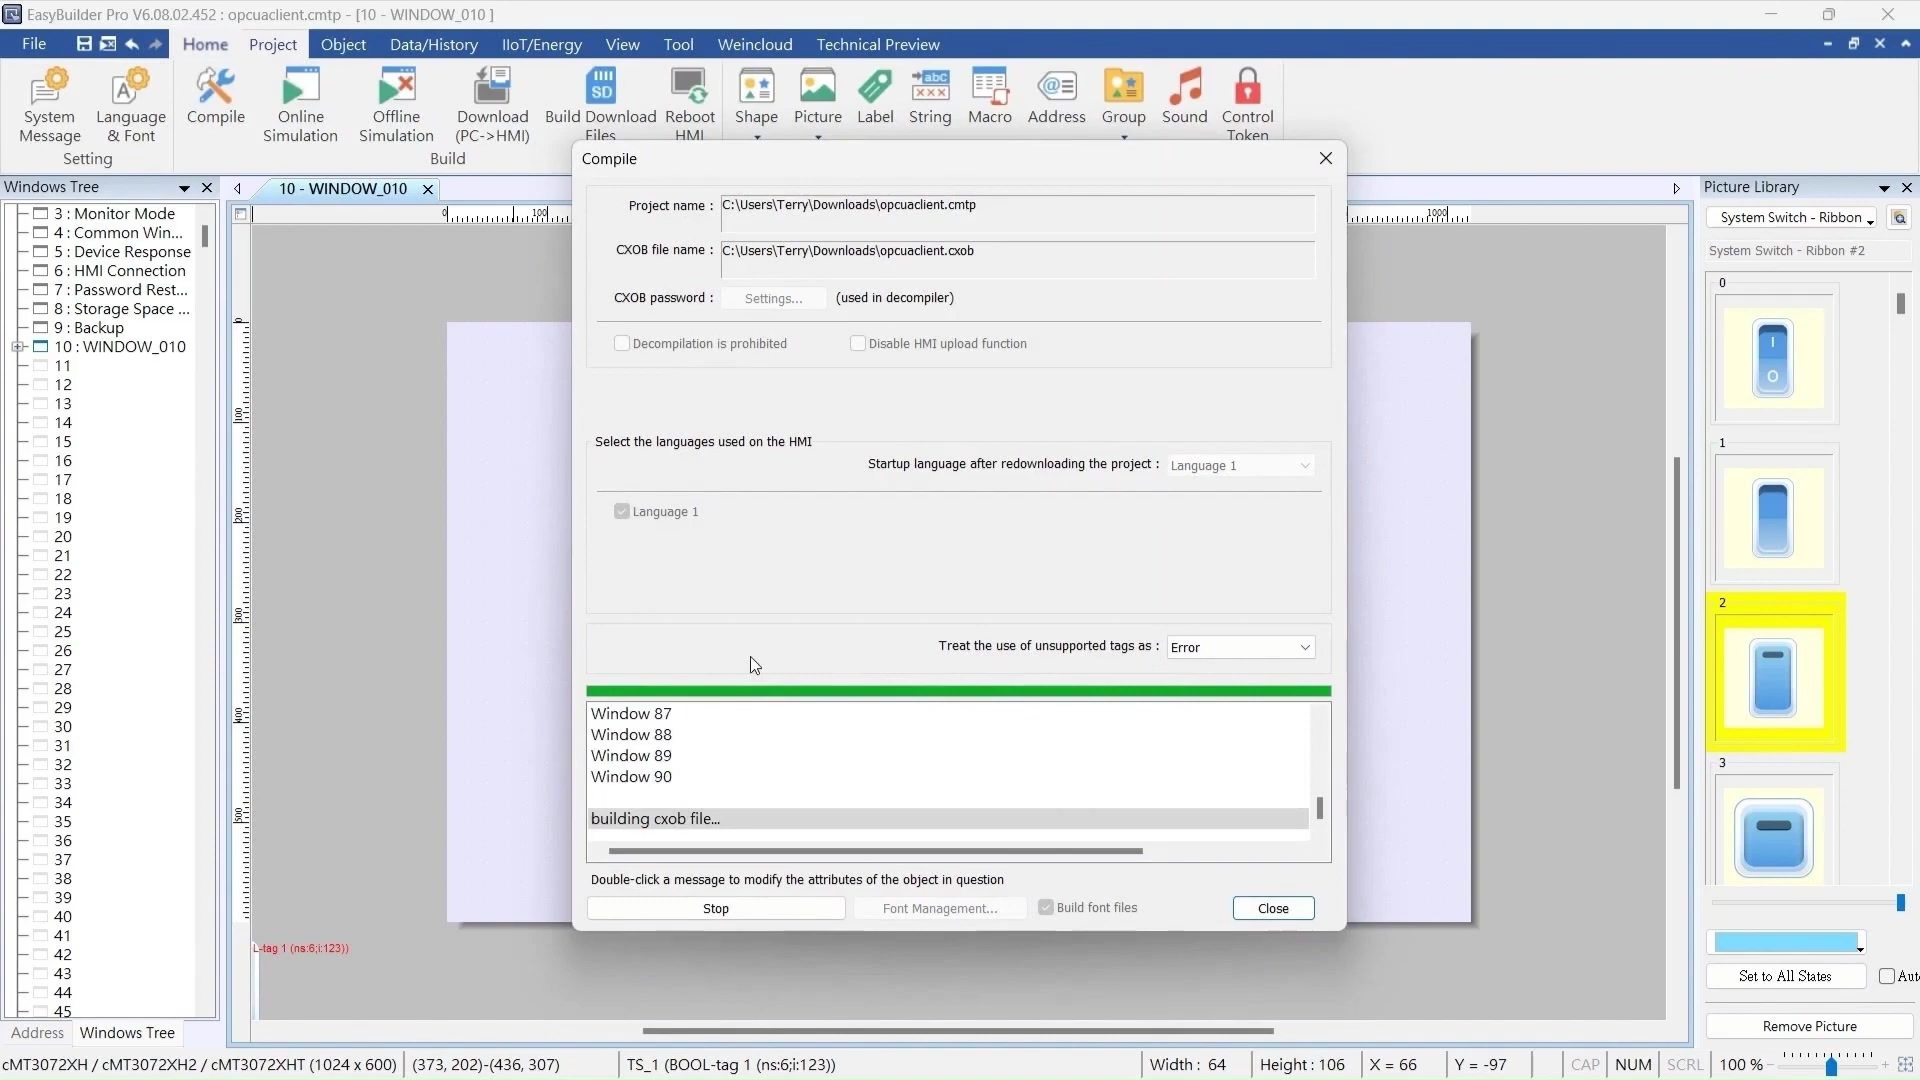 EasyBuilder Pro V6.08.02.452 : opcuaclient.cmtp - [10 - WINDOW_010 ]
File Home Project Object Data/History IIoT/Energy View Tool Weincloud Technical Preview
System Message
Language & Font
Compile
Online Simulation
Offline Simulation
Download (PC->HMI)
Build Download Files
Reboot HMI
Shape
Picture
Label
String
Macro
Address
Group
Sound
Control Token
Setting
Build
Windows Tree
10 - WINDOW_010
3 : Monitor Mode
4 : Common Win...
5 : Device Response
6 : HMI Connection
7 : Password Rest...
8 : Storage Space ...
9 : Backup
10 : WINDOW_010
11
12
13
14
15
16
17
18
19
20
21
22
23
24
25
26
27
28
29
30
31
32
33
34
35
36
37
38
39
40
41
42
43
44
45
Address Windows Tree
0 100 1000
0
100
200
300
400
500
L-tag 1 (ns:6;i:123))
Compile
Project name : C:\Users\Terry\Downloads\opcuaclient.cmtp
CXOB file name : C:\Users\Terry\Downloads\opcuaclient.cxob
CXOB password : Settings... (used in decompiler)
Decompilation is prohibited Disable HMI upload function
Select the languages used on the HMI
Startup language after redownloading the project : Language 1
Language 1
Treat the use of unsupported tags as : Error
Window 87
Window 88
Window 89
Window 90
building cxob file...
Double-click a message to modify the attributes of the object in question
Stop Font Management... Build font files Close
Picture Library
System Switch - Ribbon
System Switch - Ribbon #2
0
I
O
1
2
3
Set to All States Aut
Remove Picture
cMT3072XH / cMT3072XH2 / cMT3072XHT (1024 x 600) (373, 202)-(436, 307) TS_1 (BOOL-tag 1 (ns:6;i:123)) Width : 64 Height : 106 X = 66 Y = -97 CAP NUM SCRL 100 %